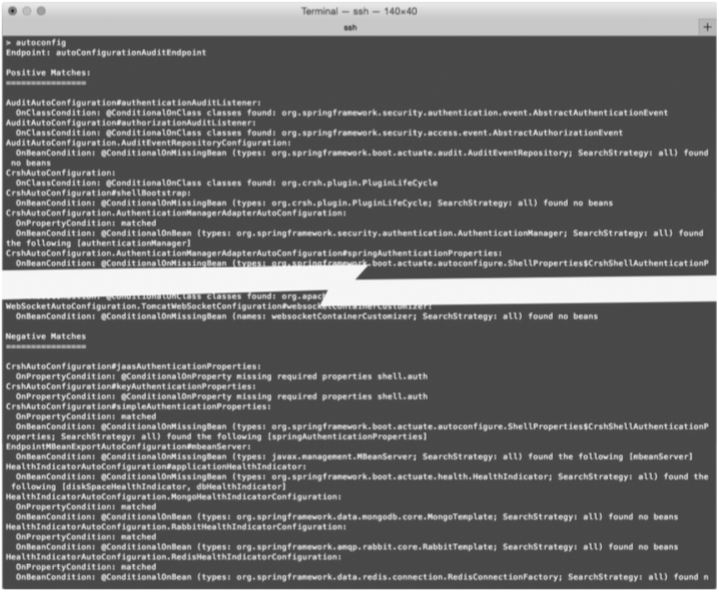 Terminal — ssh — 140×40
ssh
+
> autoconfig
Endpoint: autoConfigurationAuditEndpoint
Positive Matches:
================
AuditAutoConfiguration#authenticationAuditListener:
OnClassCondition: @ConditionalOnClass classes found: org.springframework.security.authentication.event.AbstractAuthenticationEvent
AuditAutoConfiguration#authorizationAuditListener:
OnClassCondition: @ConditionalOnClass classes found: org.springframework.security.access.event.AbstractAuthorizationEvent
AuditAutoConfiguration.AuditEventRepositoryConfiguration:
OnBeanCondition: @ConditionalOnMissingBean (types: org.springframework.boot.actuate.audit.AuditEventRepository; SearchStrategy: all) found
no beans
CrshAutoConfiguration:
OnClassCondition: @ConditionalOnClass classes found: org.crsh.plugin.PluginLifeCycle
CrshAutoConfiguration#shellBootstrap:
OnBeanCondition: @ConditionalOnMissingBean (types: org.crsh.plugin.PluginLifeCycle; SearchStrategy: all) found no beans
CrshAutoConfiguration.AuthenticationManagerAdapterAutoConfiguration:
OnPropertyCondition: matched
OnBeanCondition: @ConditionalOnBean (types: org.springframework.security.authentication.AuthenticationManager; SearchStrategy: all) found
the following [authenticationManager]
CrshAutoConfiguration.AuthenticationManagerAdapterAutoConfiguration#springAuthenticationProperties:
OnBeanCondition: @ConditionalOnMissingBean (types: org.springframework.boot.actuate.autoconfigure.ShellProperties$CrshShellAuthenticationP
@ConditionalOnClass classes found: org.apac
WebSocketAutoConfiguration.TomcatWebSocketConfiguration#websocketContainerCustomizer:
OnBeanCondition: @ConditionalOnMissingBean (names: websocketContainerCustomizer; SearchStrategy: all) found no beans
Negative Matches
================
CrshAutoConfiguration#jaasAuthenticationProperties:
OnPropertyCondition: @ConditionalOnProperty missing required properties shell.auth
CrshAutoConfiguration#keyAuthenticationProperties:
OnPropertyCondition: @ConditionalOnProperty missing required properties shell.auth
CrshAutoConfiguration#simpleAuthenticationProperties:
OnPropertyCondition: matched
OnBeanCondition: @ConditionalOnMissingBean (types: org.springframework.boot.actuate.autoconfigure.ShellProperties$CrshShellAuthenticationP
roperties; SearchStrategy: all) found the following [springAuthenticationProperties]
EndpointMBeanExportAutoConfiguration#mbeanServer:
OnBeanCondition: @ConditionalOnMissingBean (types: javax.management.MBeanServer; SearchStrategy: all) found the following [mbeanServer]
HealthIndicatorAutoConfiguration#applicationHealthIndicator:
OnBeanCondition: @ConditionalOnMissingBean (types: org.springframework.boot.actuate.health.HealthIndicator; SearchStrategy: all) found the
following [diskSpaceHealthIndicator, dbHealthIndicator]
HealthIndicatorAutoConfiguration.MongoHealthIndicatorConfiguration:
OnPropertyCondition: matched
OnBeanCondition: @ConditionalOnBean (types: org.springframework.data.mongodb.core.MongoTemplate; SearchStrategy: all) found no beans
HealthIndicatorAutoConfiguration.RabbitHealthIndicatorConfiguration:
OnPropertyCondition: matched
OnBeanCondition: @ConditionalOnBean (types: org.springframework.amqp.rabbit.core.RabbitTemplate; SearchStrategy: all) found no beans
HealthIndicatorAutoConfiguration.RedisHealthIndicatorConfiguration:
OnPropertyCondition: matched
OnBeanCondition: @ConditionalOnBean (types: org.springframework.data.redis.connection.RedisConnectionFactory; SearchStrategy: all) found n